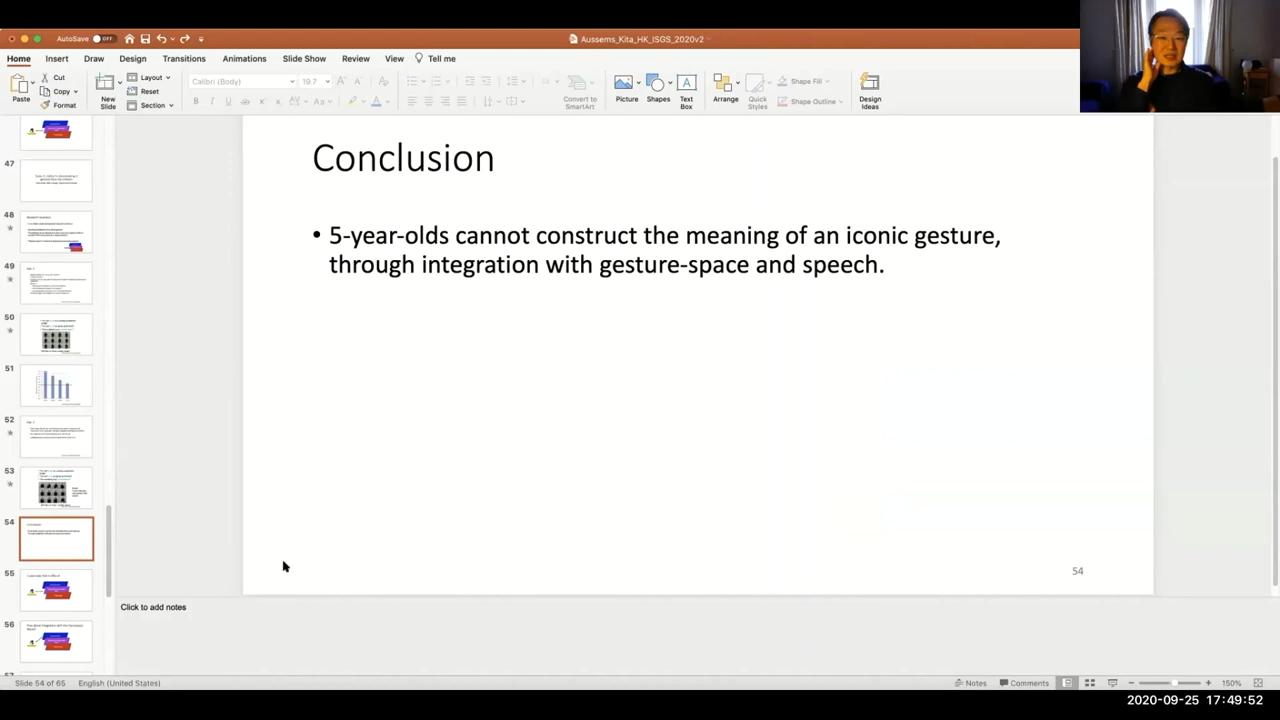 AutoSave OFF
Aussems_Kita_HK_ISGS_2020v2
Home Insert Draw Design Transitions Animations Slide Show Review View Tell me
Paste
Cut
Copy
Format
New Slide
Layout
Reset
Section
Calibri (Body) 19.7
Convert to SmartArt
Picture
Shapes
Text Box
Arrange
Quick Styles
Shape Fill
Shape Outline
Design Ideas
47
48
49
50
51
52
53
54
55
56
Conclusion
• 5-year-olds cannot construct the meaning of an iconic gesture,
through integration with gesture-space and speech.
54
Click to add notes
Slide 54 of 65 English (United States) Notes Comments 150%
2020-09-25 17:49:52